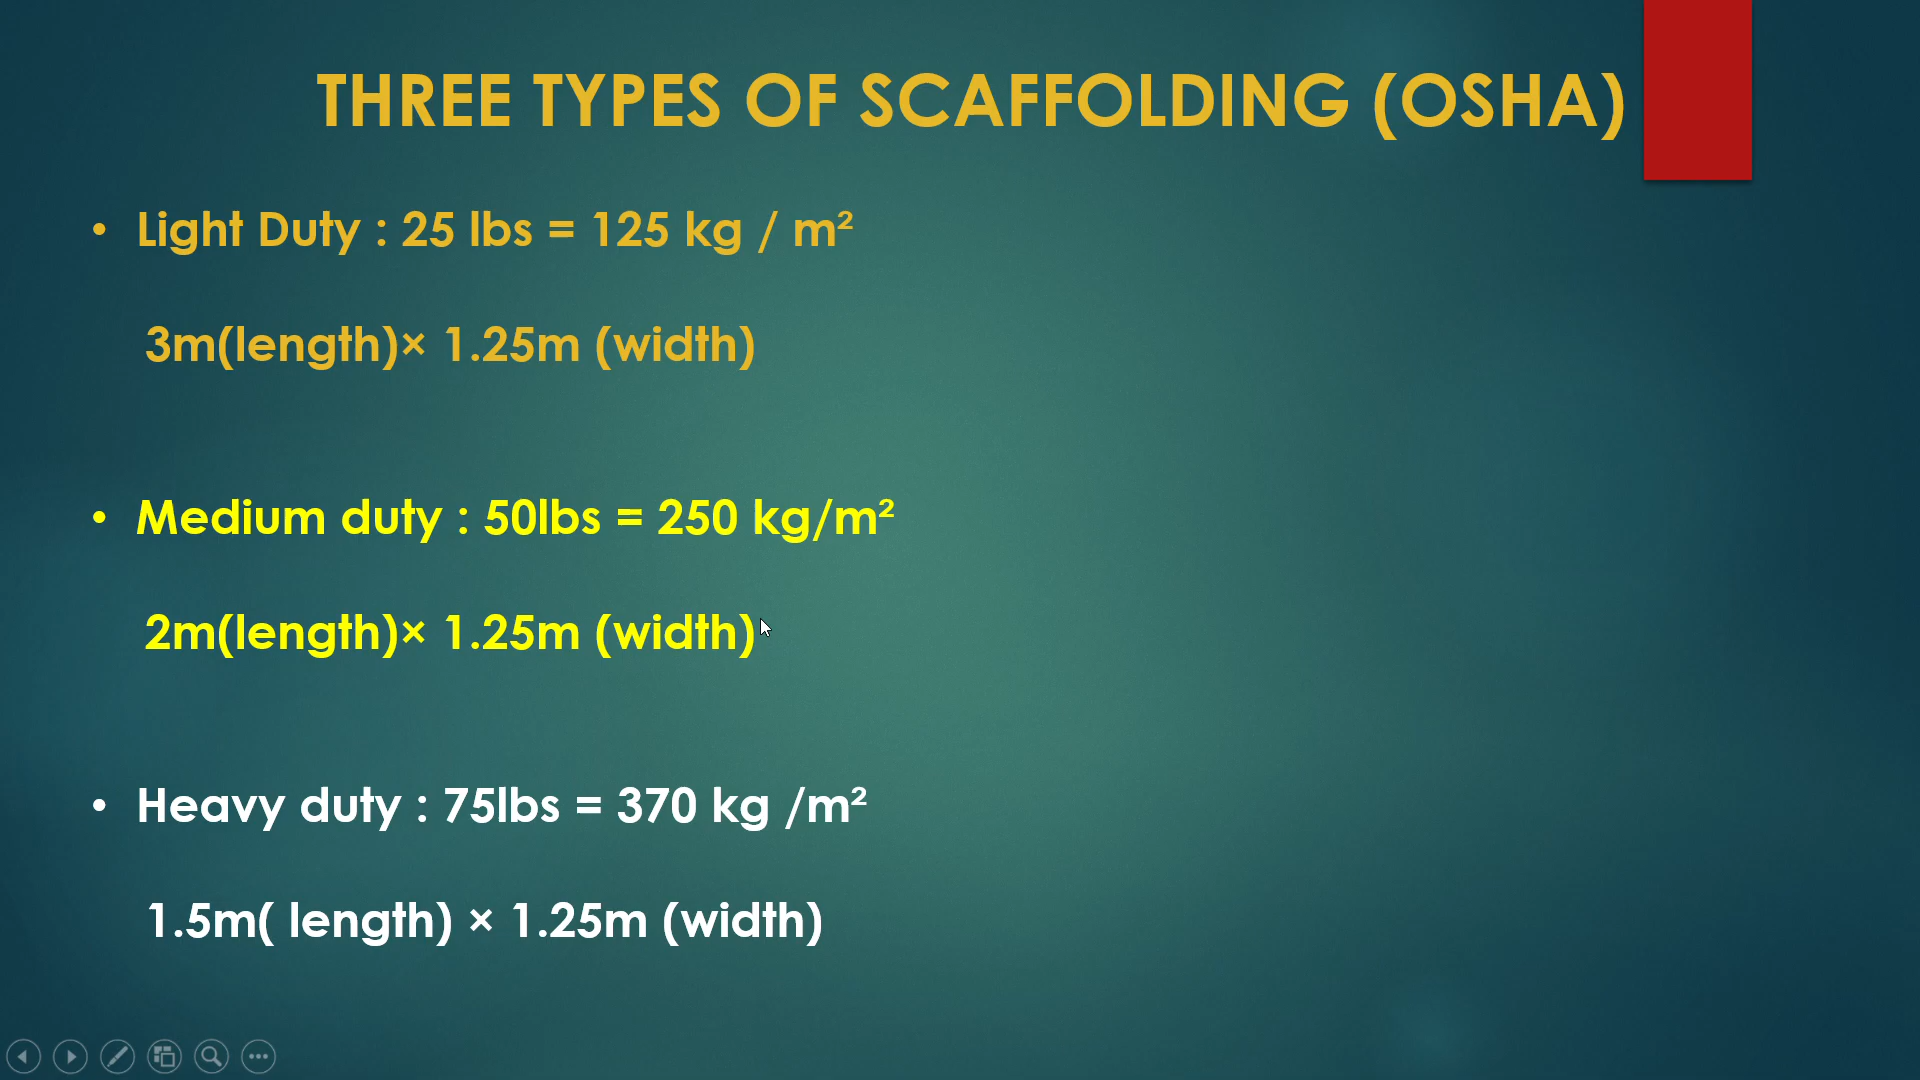 THREE TYPES OF SCAFFOLDING (OSHA)
• Light Duty : 25 lbs = 125 kg / m²
3m(length)× 1.25m (width)
• Medium duty : 50lbs = 250 kg/m²
2m(length)× 1.25m (width)
• Heavy duty : 75lbs = 370 kg /m²
1.5m( length) × 1.25m (width)